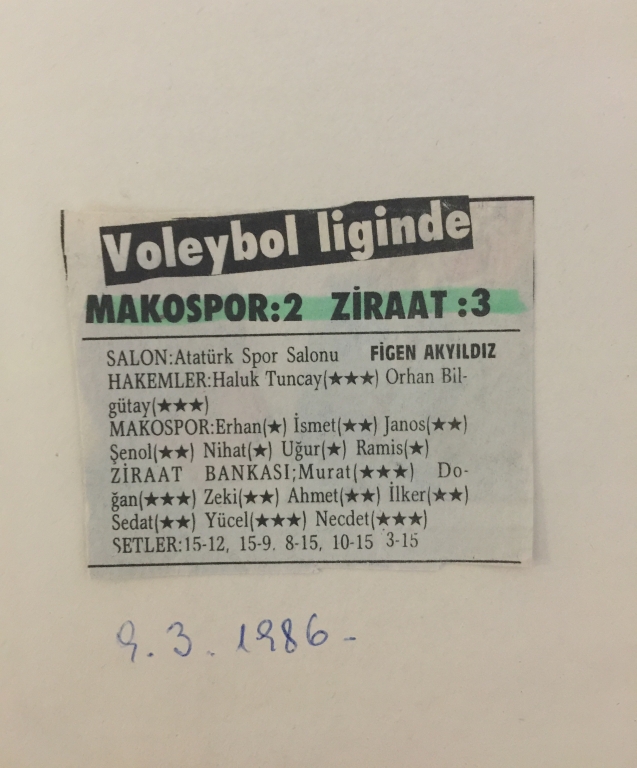 Voleybol liginde
MAKOSPOR:2 ZİRAAT :3
SALON:Atatürk Spor Salonu FİGEN AKYILDIZ
HAKEMLER:Haluk Tuncay(★★★) Orhan Bil-
gütay(★★★)
MAKOSPOR:Erhan(★) İsmet(★★) Janos(★★)
Şenol(★★) Nihat(★) Uğur(★) Ramis(★)
ZİRAAT BANKASI;Murat(★★★) Do-
ğan(★★★) Zeki(★★) Ahmet(★★) İlker(★★)
Sedat(★★) Yücel(★★★) Necdet(★★★)
SETLER:15-12, 15-9. 8-15, 10-15 3-15
9.3.1986-